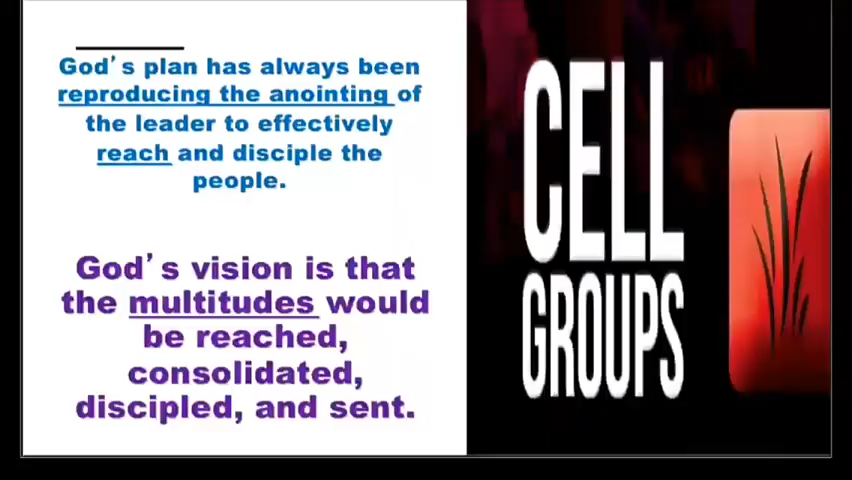 God's plan has always been
reproducing the anointing of
the leader to effectively
reach and disciple the
people.
God's vision is that
the multitudes would
be reached,
consolidated,
discipled, and sent.
CELL
GROUPS